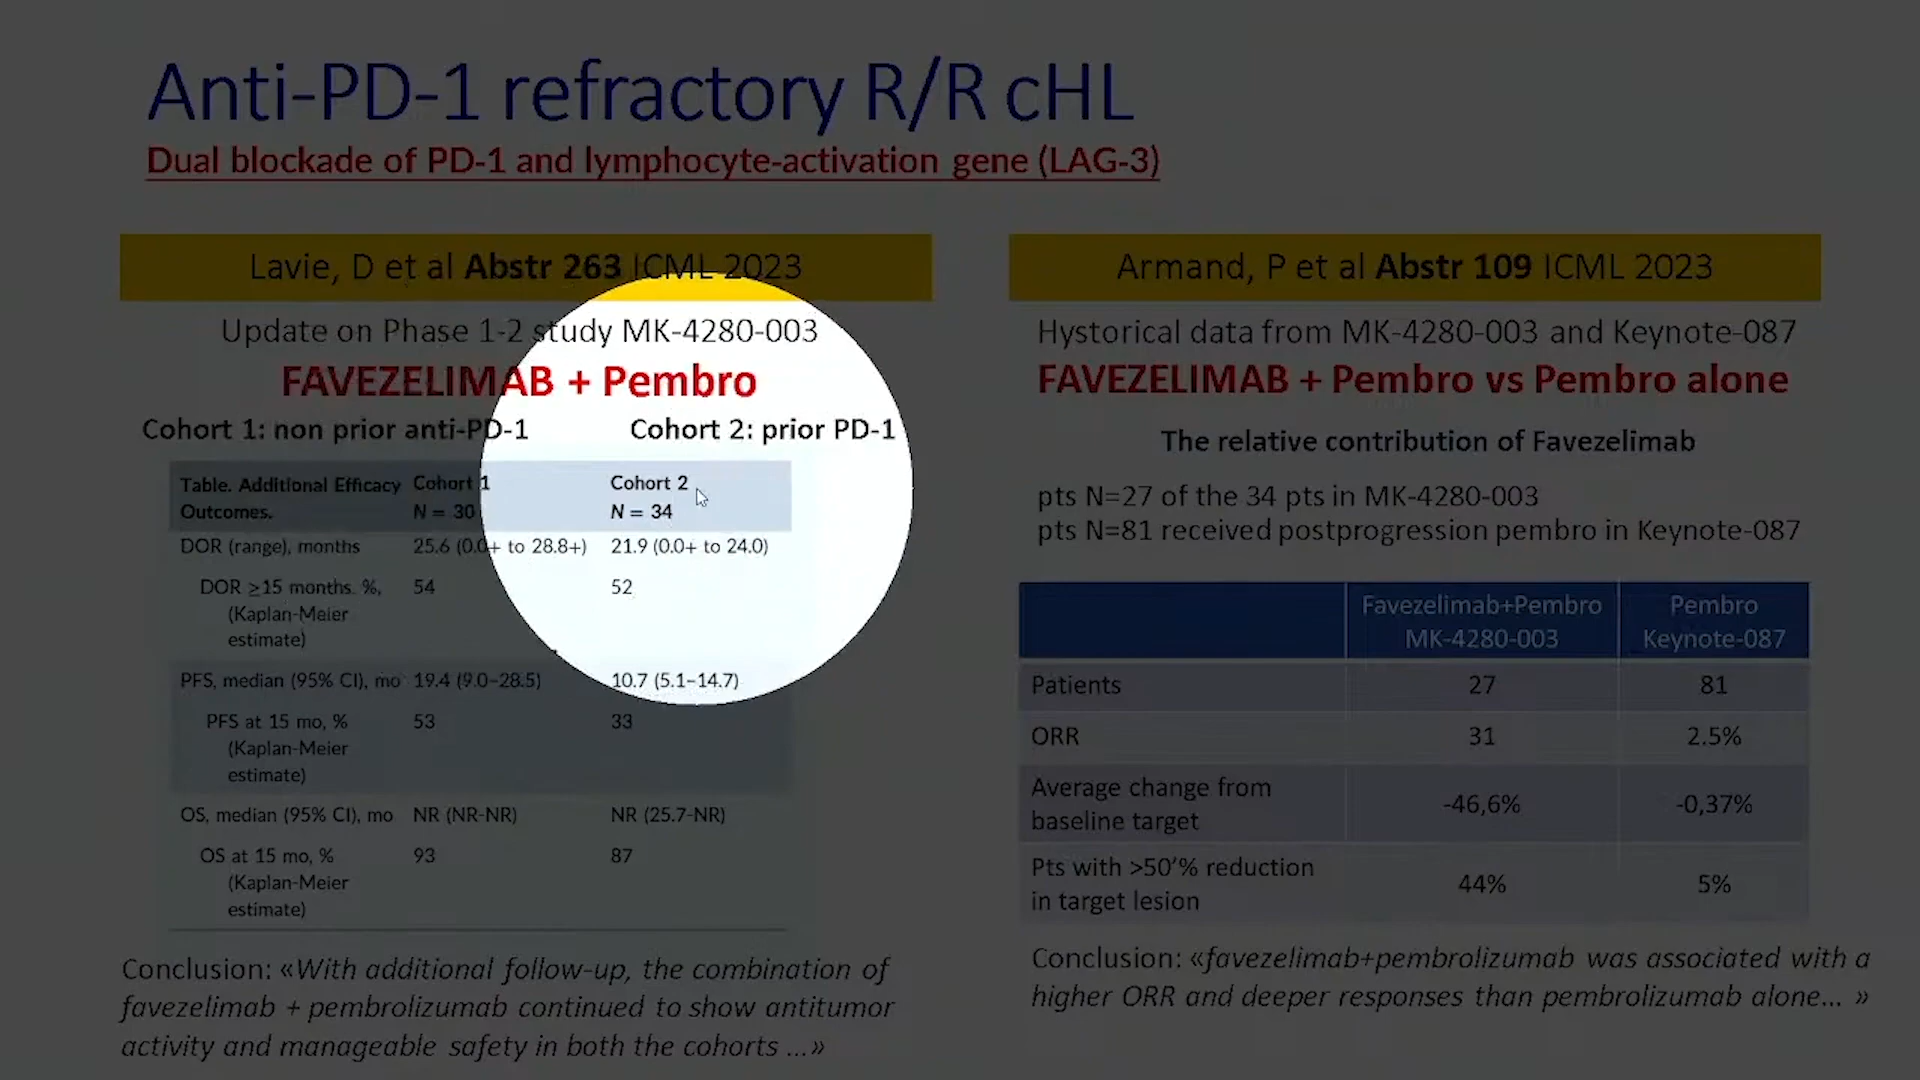 Anti-PD-1 refractory R/R cHL
Dual blockade of PD-1 and lymphocyte-activation gene (LAG-3)
Lavie, D et al Abstr 263 ICML 2023
Update on Phase 1-2 study MK-4280-003
FAVEZELIMAB + Pembro
Cohort 1: non prior anti-PD-1 Cohort 2: prior PD-1
Table. Additional Efficacy Outcomes. Cohort 1 N = 30 Cohort 2 N = 34
DOR (range), months 25.6 (0.0+ to 28.8+) 21.9 (0.0+ to 24.0)
DOR ≥15 months. %, 54 52
(Kaplan-Meier
estimate)
PFS, median (95% CI), mo 19.4 (9.0–28.5) 10.7 (5.1–14.7)
PFS at 15 mo, % 53 33
(Kaplan-Meier
estimate)
OS, median (95% CI), mo NR (NR-NR) NR (25.7-NR)
OS at 15 mo, % 93 87
(Kaplan-Meier
estimate)
Conclusion: «With additional follow-up, the combination of
favezelimab + pembrolizumab continued to show antitumor
activity and manageable safety in both the cohorts ...»
Armand, P et al Abstr 109 ICML 2023
Hystorical data from MK-4280-003 and Keynote-087
FAVEZELIMAB + Pembro vs Pembro alone
The relative contribution of Favezelimab
pts N=27 of the 34 pts in MK-4280-003
pts N=81 received postprogression pembro in Keynote-087
Favezelimab+Pembro Pembro
MK-4280-003 Keynote-087
Patients 27 81
ORR 31 2.5%
Average change from
baseline target -46,6% -0,37%
Pts with >50'% reduction
in target lesion 44% 5%
Conclusion: «favezelimab+pembrolizumab was associated with a
higher ORR and deeper responses than pembrolizumab alone... »